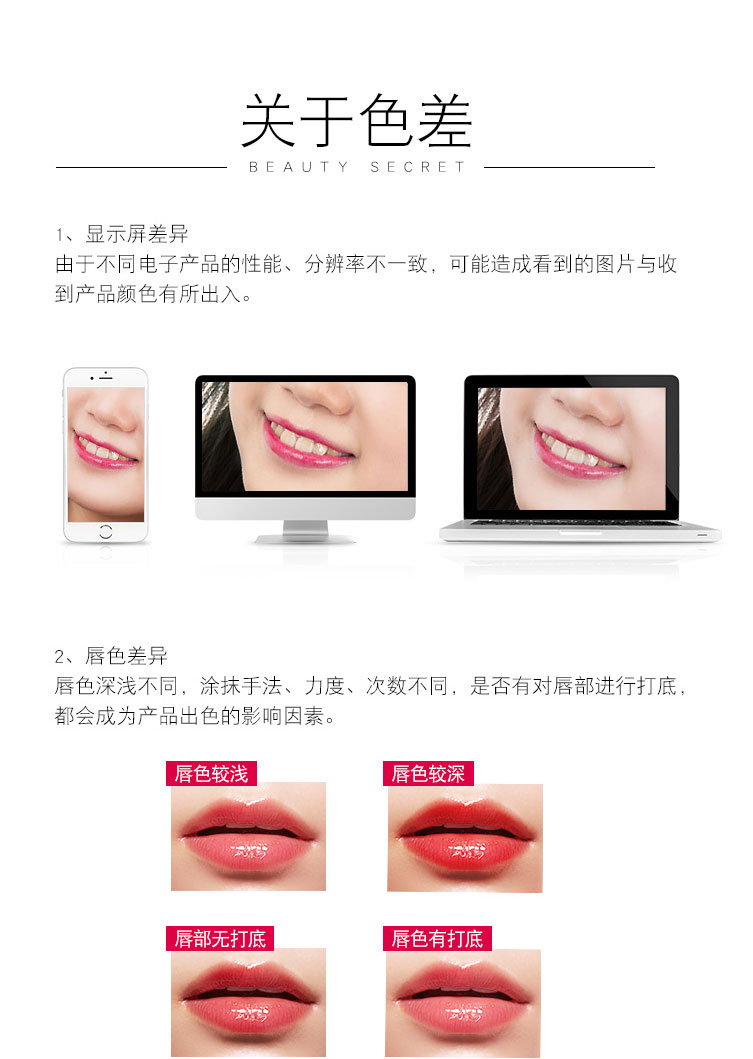 关于色差
BEAUTY SECRET
1、显示屏差异
由于不同电子产品的性能、分辨率不一致，可能造成看到的图片与收
到产品颜色有所出入。
2、唇色差异
唇色深浅不同，涂抹手法、力度、次数不同，是否有对唇部进行打底，
都会成为产品出色的影响因素。
唇色较浅
唇色较深
唇部无打底
唇色有打底